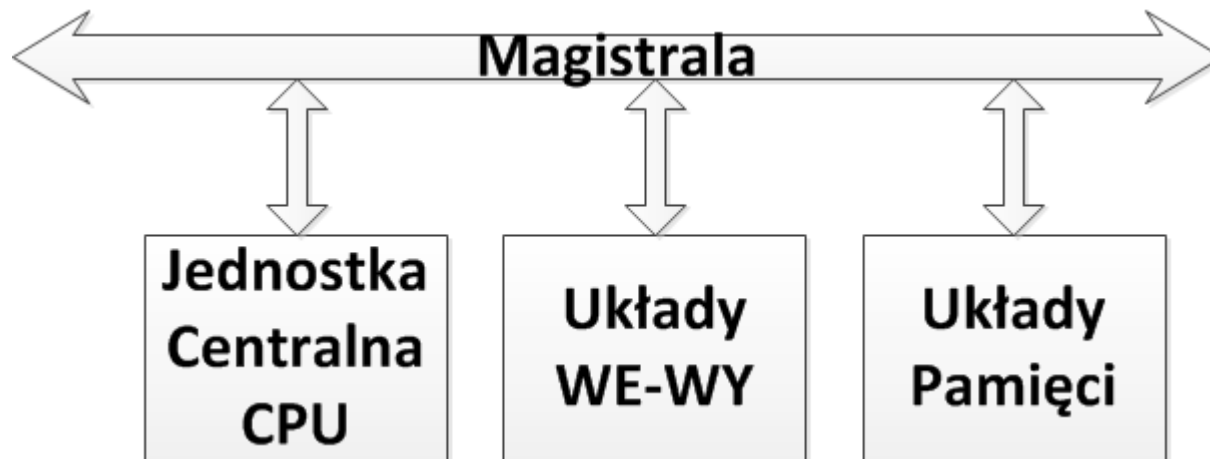 Magistrala
Jednostka
Centralna
CPU
Układy
WE-WY
Układy
Pamięci